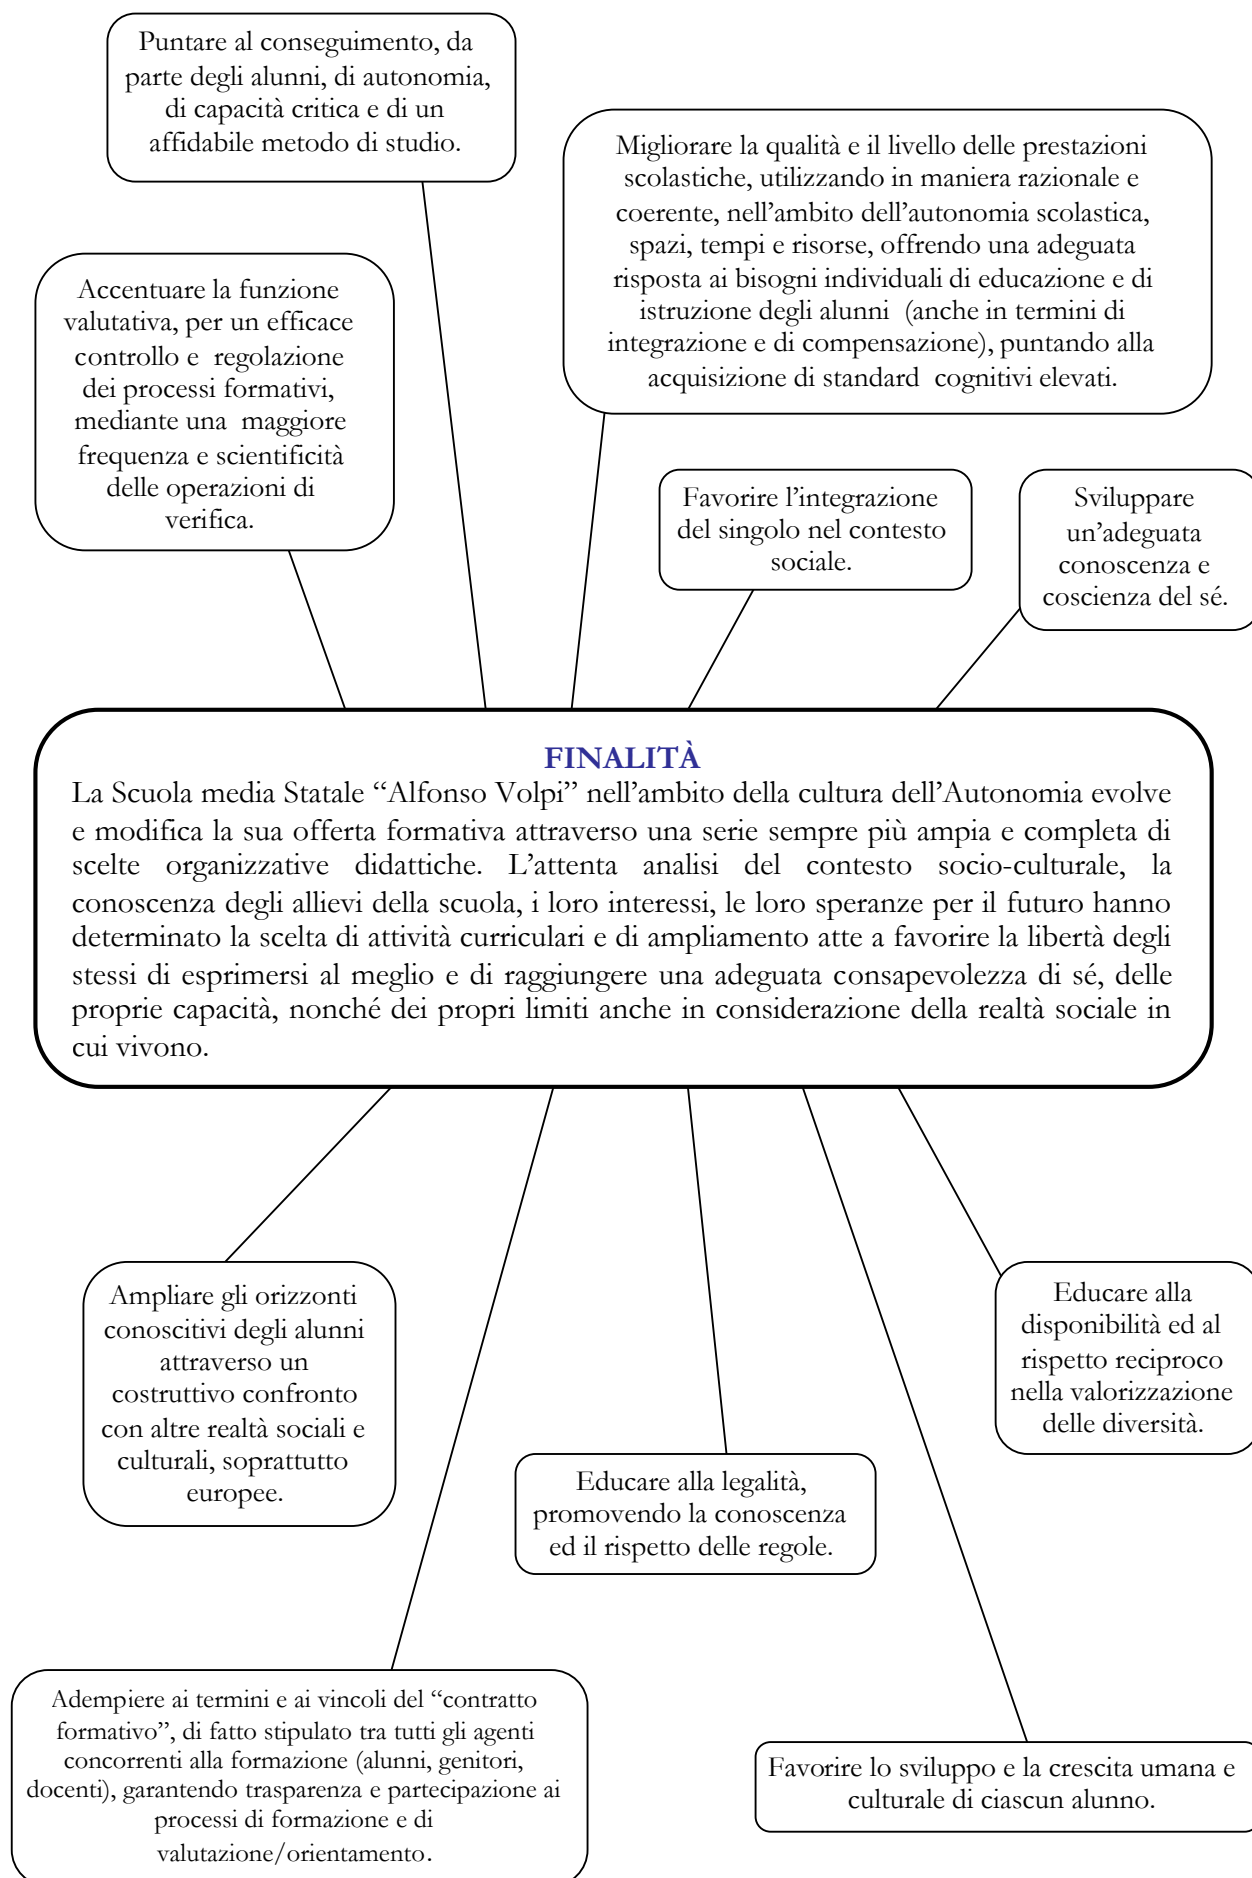 Puntare al conseguimento, da
parte degli alunni, di autonomia,
di capacità critica e di un
affidabile metodo di studio.
Migliorare la qualità e il livello delle prestazioni
scolastiche, utilizzando in maniera razionale e
coerente, nell’ambito dell’autonomia scolastica,
spazi, tempi e risorse, offrendo una adeguata
risposta ai bisogni individuali di educazione e di
istruzione degli alunni (anche in termini di
integrazione e di compensazione), puntando alla
acquisizione di standard cognitivi elevati.
Accentuare la funzione
valutativa, per un efficace
controllo e regolazione
dei processi formativi,
mediante una maggiore
frequenza e scientificità
delle operazioni di
verifica.
Favorire l’integrazione
del singolo nel contesto
sociale.
Sviluppare
un’adeguata
conoscenza e
coscienza del sé.
FINALITÀ
La Scuola media Statale “Alfonso Volpi” nell’ambito della cultura dell’Autonomia evolve
e modifica la sua offerta formativa attraverso una serie sempre più ampia e completa di
scelte organizzative didattiche. L’attenta analisi del contesto socio-culturale, la
conoscenza degli allievi della scuola, i loro interessi, le loro speranze per il futuro hanno
determinato la scelta di attività curriculari e di ampliamento atte a favorire la libertà degli
stessi di esprimersi al meglio e di raggiungere una adeguata consapevolezza di sé, delle
proprie capacità, nonché dei propri limiti anche in considerazione della realtà sociale in
cui vivono.
Ampliare gli orizzonti
conoscitivi degli alunni
attraverso un
costruttivo confronto
con altre realtà sociali e
culturali, soprattutto
europee.
Educare alla
disponibilità ed al
rispetto reciproco
nella valorizzazione
delle diversità.
Educare alla legalità,
promovendo la conoscenza
ed il rispetto delle regole.
Adempiere ai termini e ai vincoli del “contratto
formativo”, di fatto stipulato tra tutti gli agenti
concorrenti alla formazione (alunni, genitori,
docenti), garantendo trasparenza e partecipazione ai
processi di formazione e di
valutazione/orientamento.
Favorire lo sviluppo e la crescita umana e
culturale di ciascun alunno.